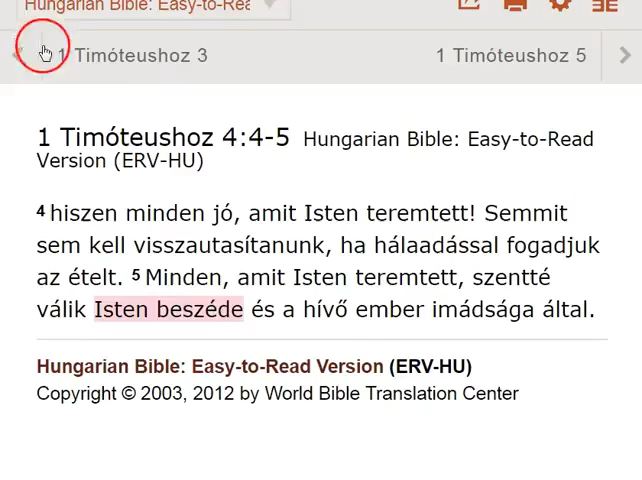 Hungarian Bible: Easy-to-Rea
1 Timóteushoz 3
1 Timóteushoz 5
1 Timóteushoz 4:4-5 Hungarian Bible: Easy-to-Read
Version (ERV-HU)
4 hiszen minden jó, amit Isten teremtett! Semmit
sem kell visszautasítanunk, ha hálaadással fogadjuk
az ételt. 5 Minden, amit Isten teremtett, szentté
válik Isten beszéde és a hívő ember imádsága által.
Hungarian Bible: Easy-to-Read Version (ERV-HU)
Copyright © 2003, 2012 by World Bible Translation Center